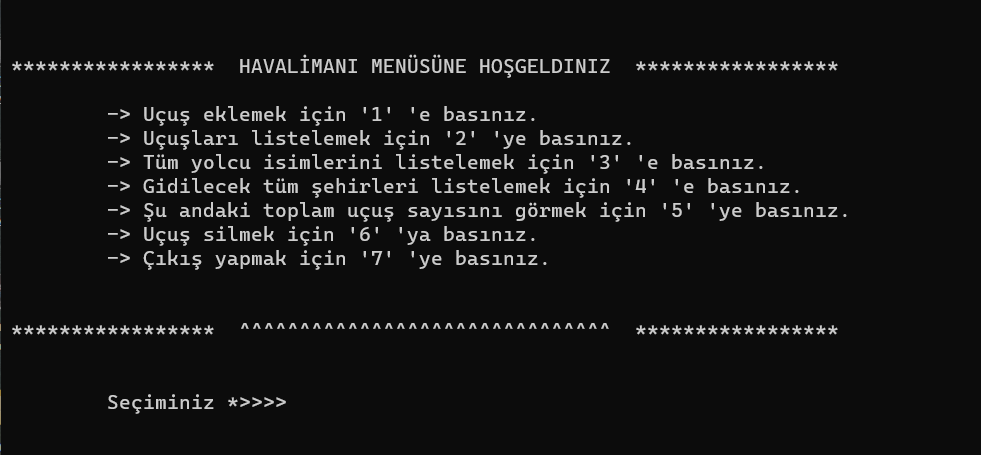 *****************  HAVALİMANI MENÜSÜNE HOŞGELDINIZ  *****************
-> Uçuş eklemek için '1' 'e basınız.
-> Uçuşları listelemek için '2' 'ye basınız.
-> Tüm yolcu isimlerini listelemek için '3' 'e basınız.
-> Gidilecek tüm şehirleri listelemek için '4' 'e basınız.
-> Şu andaki toplam uçuş sayısını görmek için '5' 'ye basınız.
-> Uçuş silmek için '6' 'ya basınız.
-> Çıkış yapmak için '7' 'ye basınız.
*****************  ^^^^^^^^^^^^^^^^^^^^^^^^^^^^^^^  *****************
Seçiminiz *>>>>